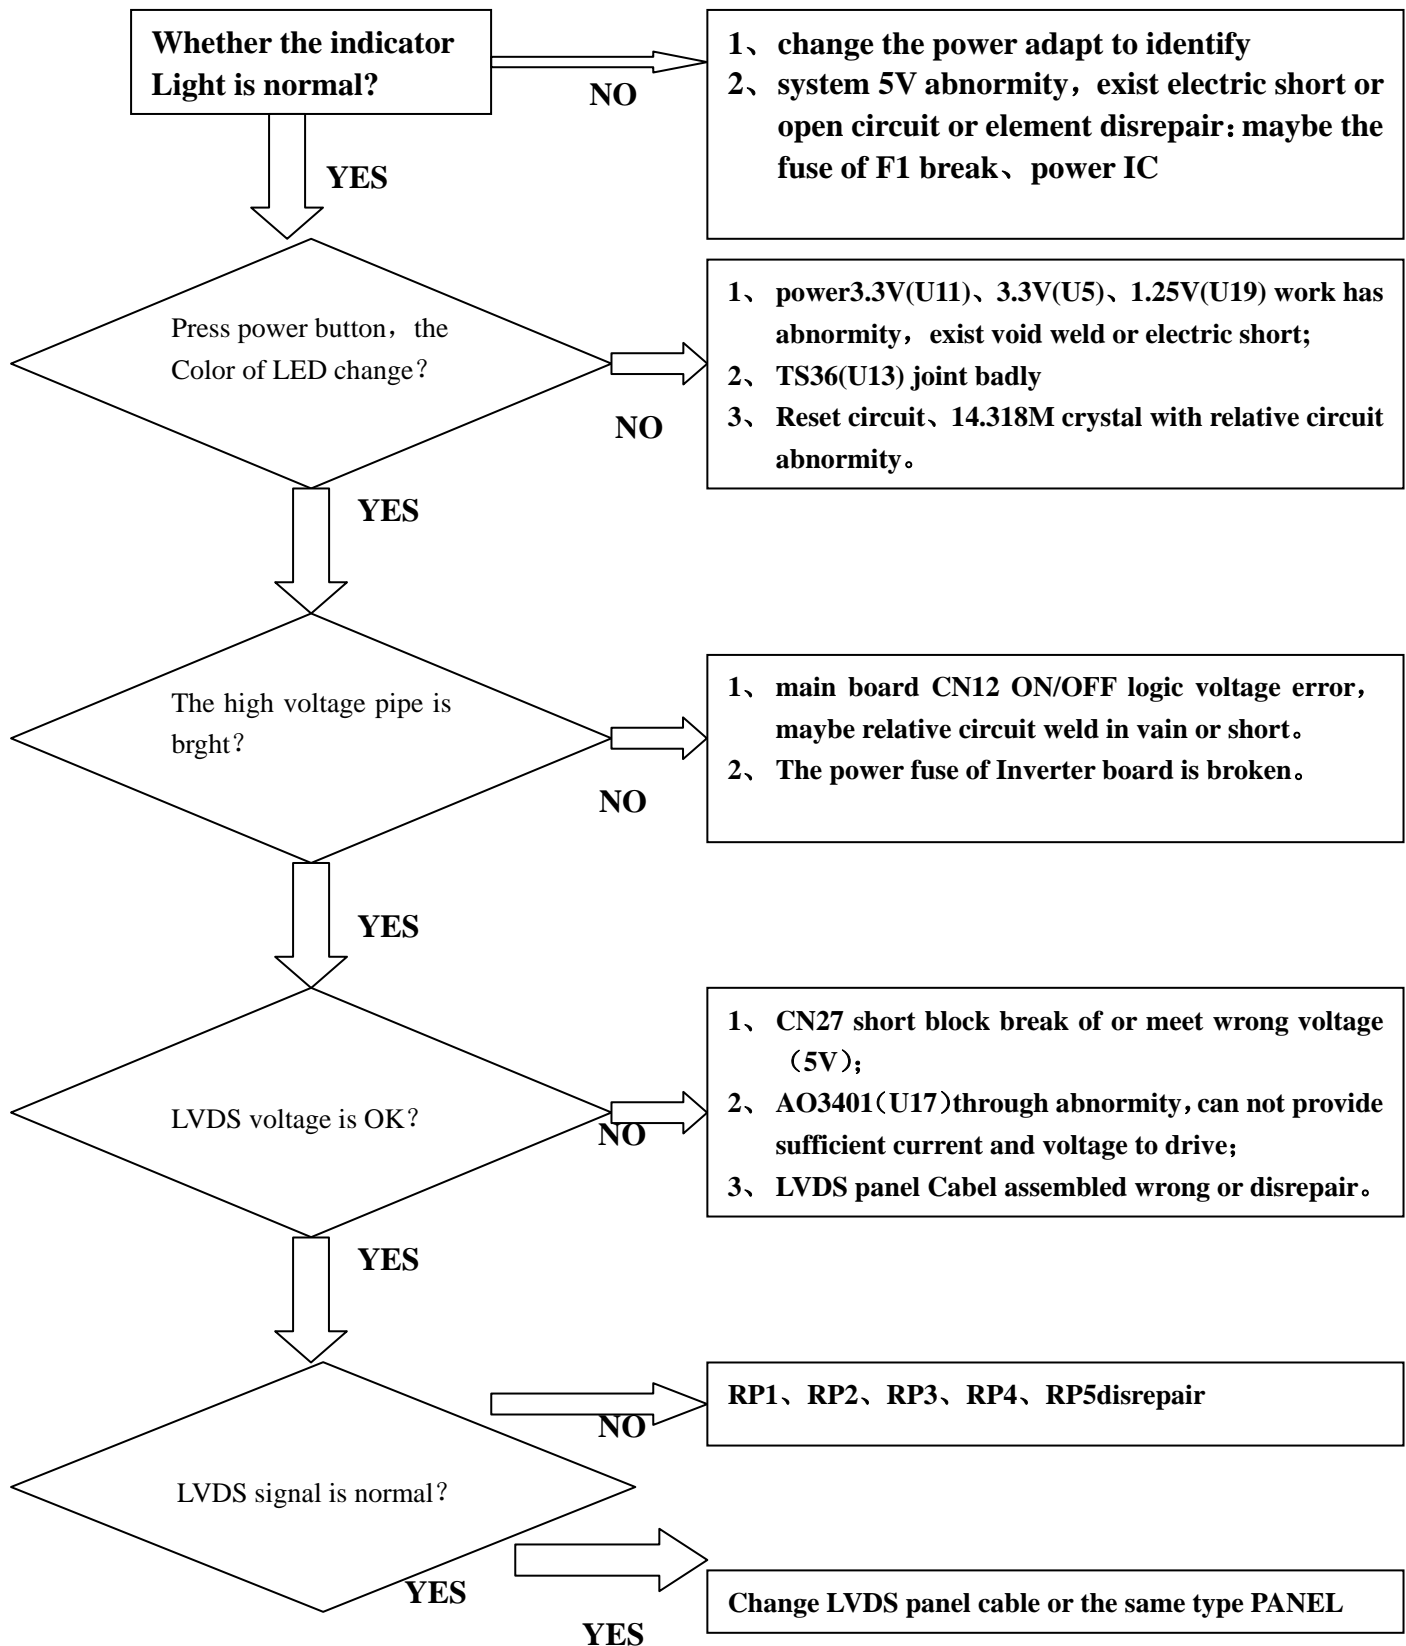 Whether the indicator
Light is normal?
NO
1、 change the power adapt to identify
2、 system 5V abnormity，exist electric short or
open circuit or element disrepair：maybe the
fuse of F1 break、power IC
YES
Press power button，the
Color of LED change？
NO
1、 power3.3V(U11)、3.3V(U5)、1.25V(U19) work has
abnormity，exist void weld or electric short;
2、 TS36(U13) joint badly
3、 Reset circuit、14.318M crystal with relative circuit
abnormity。
YES
The high voltage pipe is
brght？
NO
1、 main board CN12 ON/OFF logic voltage error，
maybe relative circuit weld in vain or short。
2、 The power fuse of Inverter board is broken。
YES
LVDS voltage is OK？
NO
1、 CN27 short block break of or meet wrong voltage
（5V）；
2、 AO3401（U17）through abnormity，can not provide
sufficient current and voltage to drive；
3、 LVDS panel Cabel assembled wrong or disrepair。
YES
LVDS signal is normal？
NO
RP1、RP2、RP3、RP4、RP5disrepair
YES
YES
Change LVDS panel cable or the same type PANEL